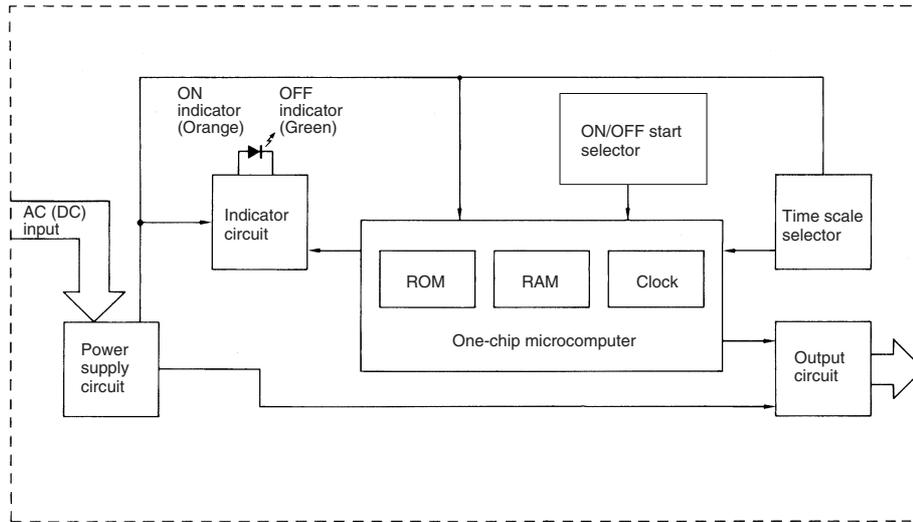 ON
indicator
(Orange)
OFF
indicator
(Green)
ON/OFF start
selector
AC (DC)
input
Indicator
circuit
Time scale
selector
ROM
RAM
Clock
One-chip microcomputer
Power
supply
circuit
Output
circuit